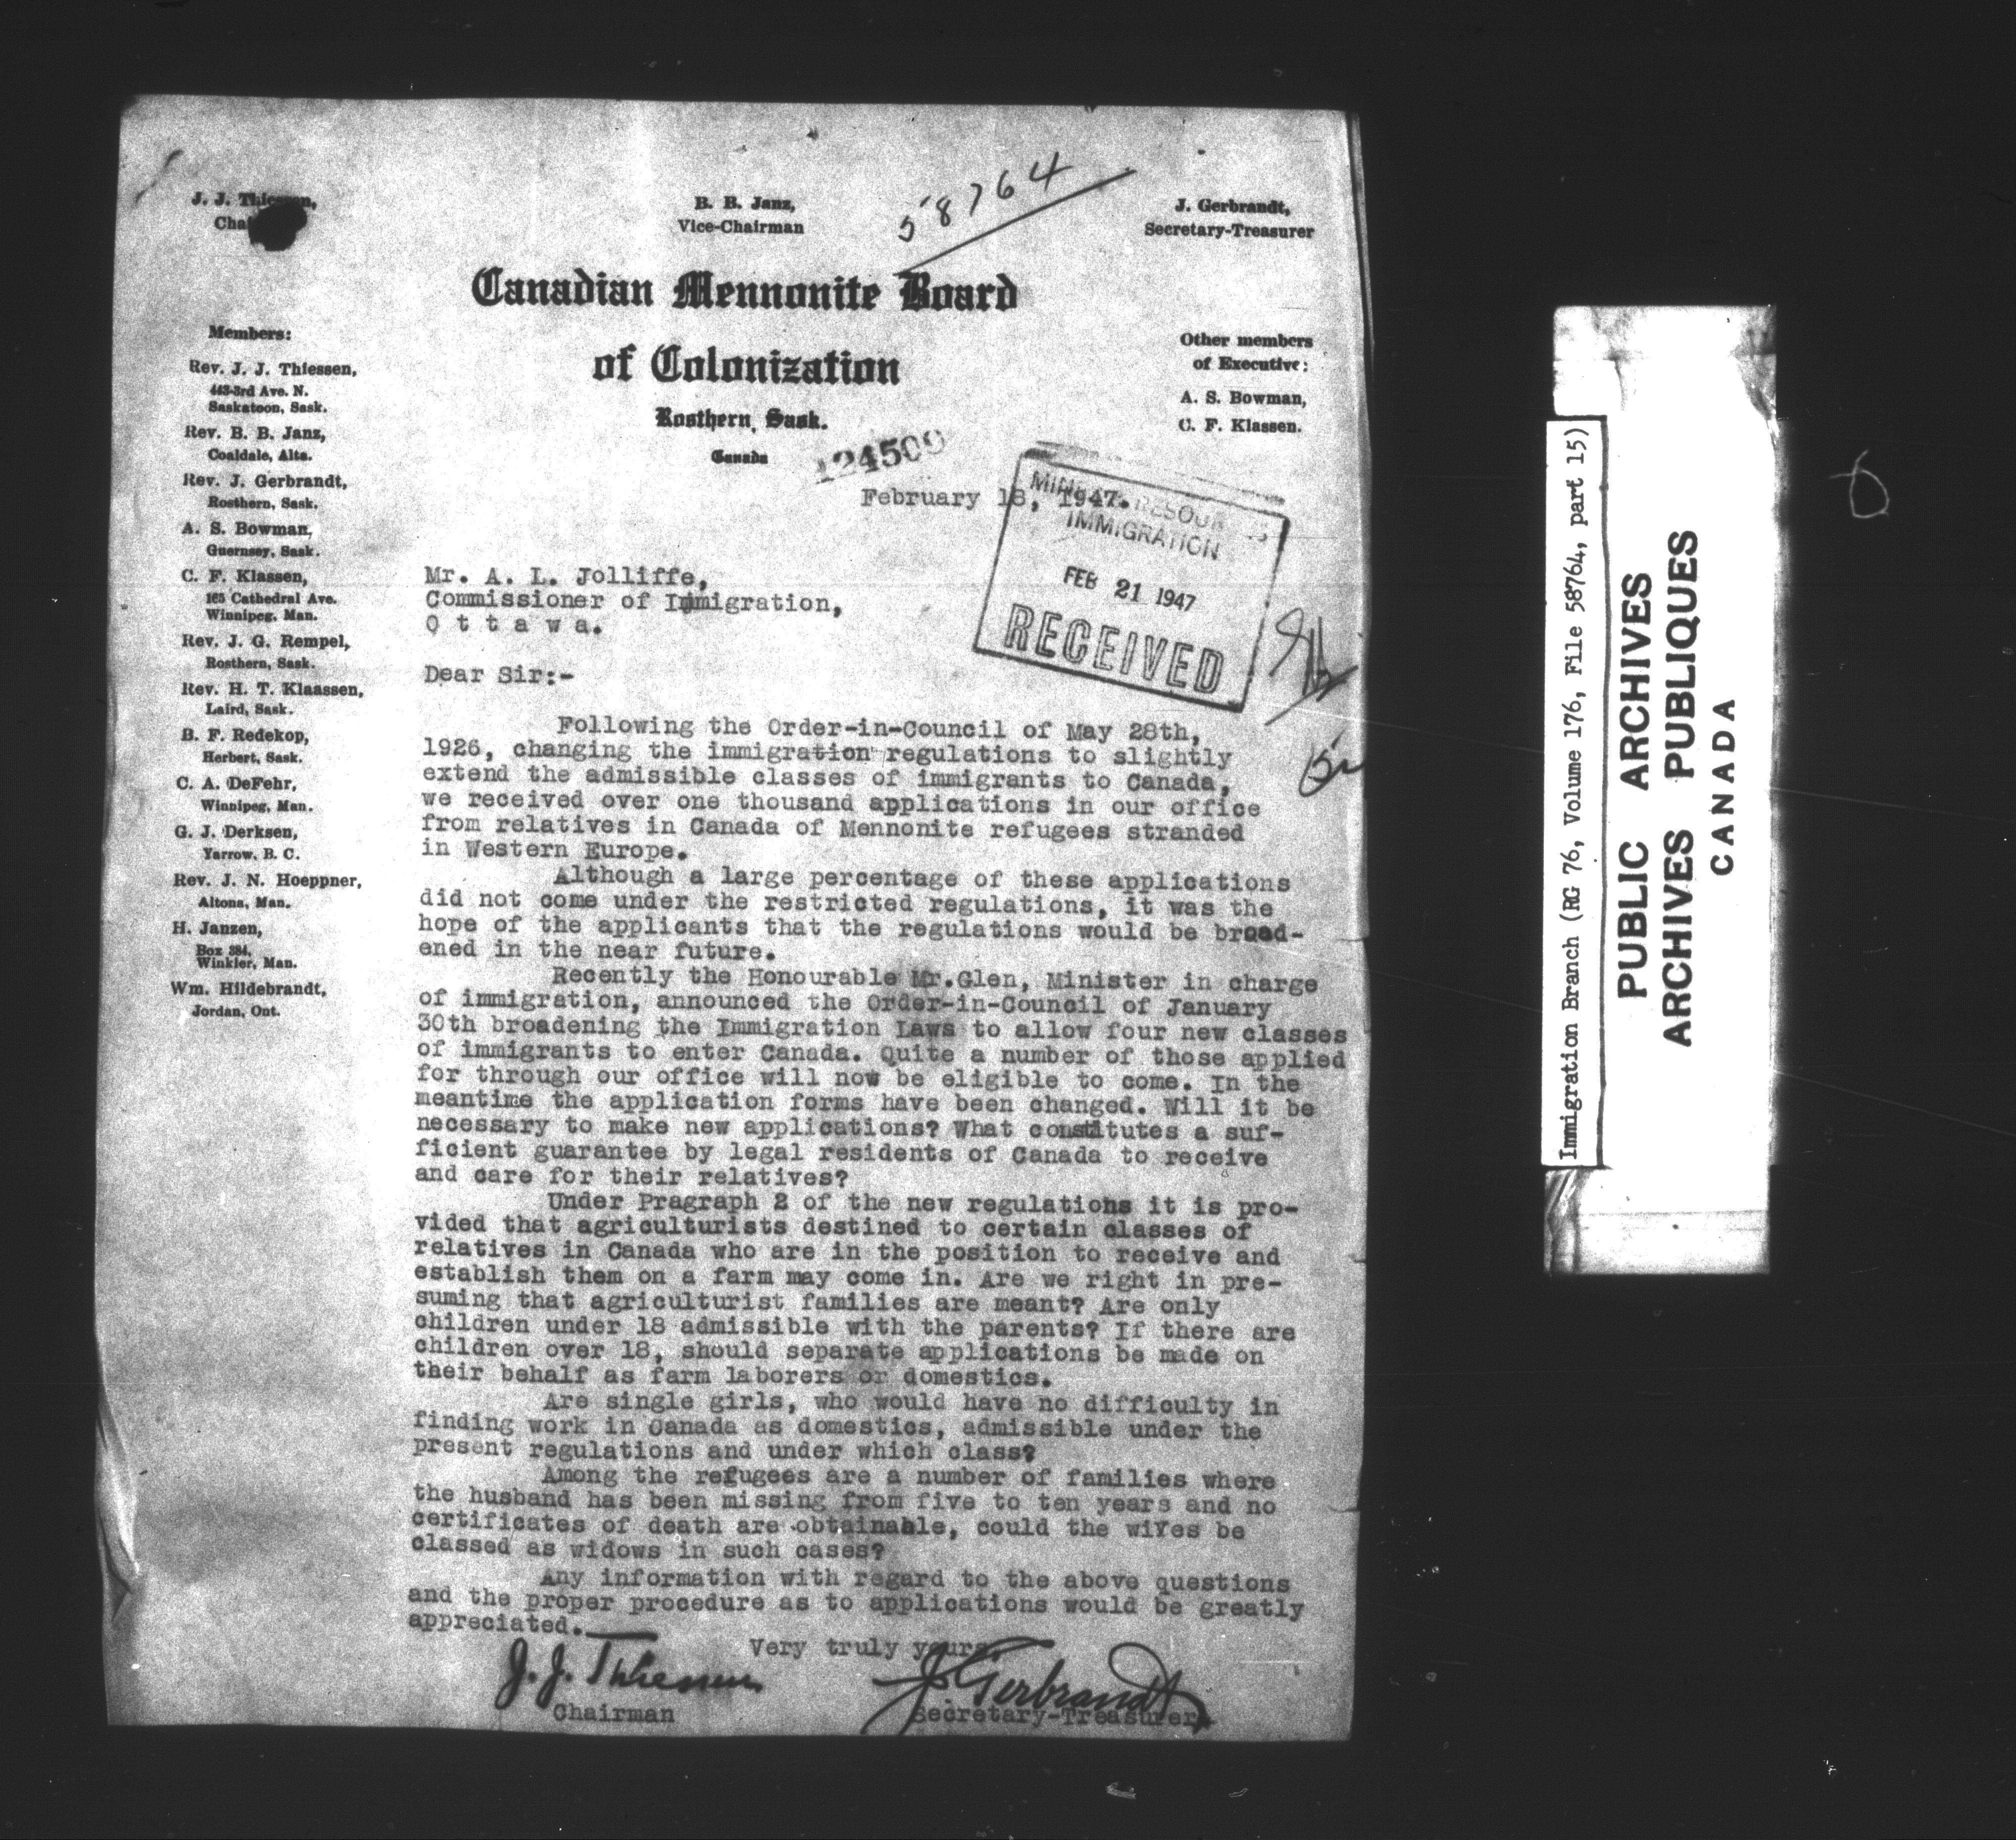 J. J. Thiessen,
B. B. Janz,
Vice-Chairman
58764
J. Gerbrandt,
Secretary-Treasurer
Canadian Mennonite Board
of Colonization
Rosthern, Sask.
Canada
124509
Members:
Rev. J. J. Thiessen,
443-3rd Ave. N.
Saskatoon, Sask.
Rev. B. B. Janz,
Coaldale, Alta.
Rev. J. Gerbrandt,
Rosthern, Sask.
A. S. Bowman,
Guernsey, Sask.
C. F. Klassen,
165 Cathedral Ave.
Winnipeg, Man.
Rev. J. G. Rempel,
Rosthern, Sask.
Rev. H. T. Klaassen,
Laird, Sask.
B. F. Redekop,
Herbert, Sask.
C. A. DeFehr,
Winnipeg, Man.
G. J. Derksen,
Yarrow, B. C.
Rev. J. N. Hoeppner,
Altona, Man.
H. Janzen,
Box 384,
Winkler, Man.
Wm. Hildebrandt,
Jordan, Ont.
Other members
of Executive:
A. S. Bowman,
C. F. Klassen.
February 18, 1947.
IMMIGRATION
FEB 21 1947
RECEIVED
Mr. A. L. Jolliffe,
Commissioner of Immigration,
O t t a w a.
Dear Sir:-
Following the Order-in-Council of May 28th,
1926, changing the immigration regulations to slightly
extend the admissible classes of immigrants to Canada,
we received over one thousand applications in our office
from relatives in Canada of Mennonite refugees stranded
in Western Europe.
Although a large percentage of these applications
did not come under the restricted regulations, it was the
hope of the applicants that the regulations would be broad-
ened in the near future.
Recently the Honourable Mr.Glen, Minister in charge
of immigration, announced the Order-in-Council of January
30th broadening the Immigration Laws to allow four new classes
of immigrants to enter Canada. Quite a number of those applied
for through our office will now be eligible to come. In the
meantime the application forms have been changed. Will it be
necessary to make new applications? What constitutes a suf-
ficient guarantee by legal residents of Canada to receive
and care for their relatives?
Under Pragraph 2 of the new regulations it is pro-
vided that agriculturists destined to certain classes of
relatives in Canada who are in the position to receive and
establish them on a farm may come in. Are we right in pre-
suming that agriculturist families are meant? Are only
children under 18 admissible with the parents? If there are
children over 18, should separate applications be made on
their behalf as farm laborers or domestics.
Are single girls, who would have no difficulty in
finding work in Canada as domestics, admissible under the
present regulations and under which class?
Among the refugees are a number of families where
the husband has been missing from five to ten years and no
certificates of death are obtainable, could the wives be
classed as widows in such cases?
Any information with regard to the above questions
and the proper procedure as to applications would be greatly
appreciated.
Very truly yours
J. J. Thiessen
J Gerbrandt
Chairman
Secretary-Treasurer
Immigration Branch (RG 76, Volume 176, File 58764, part 15)
PUBLIC ARCHIVES
ARCHIVES PUBLIQUES
CANADA